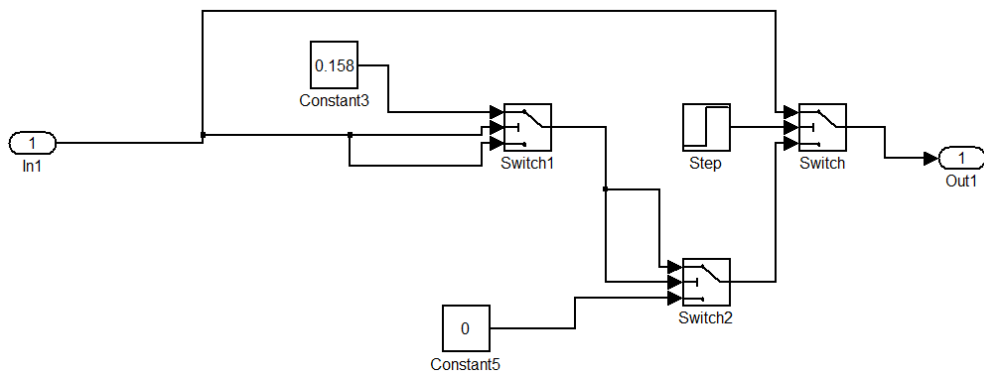 0.158
Constant3
1
In1
Switch1
Step
Switch
1
Out1
Switch2
0
Constant5